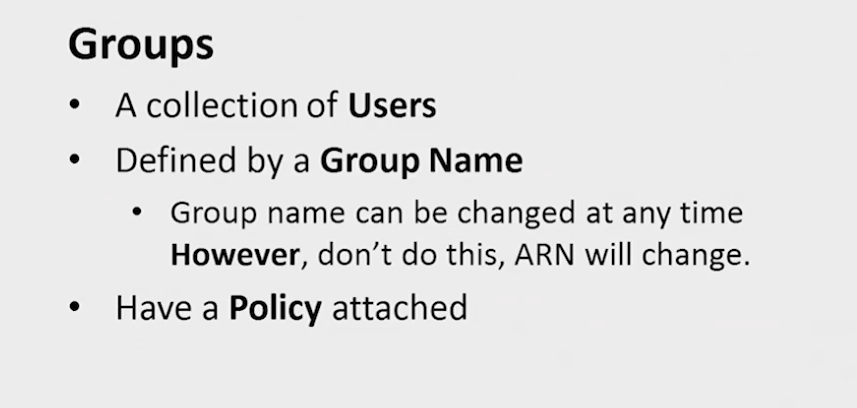 Groups
• A collection of Users
• Defined by a Group Name
• Group name can be changed at any time
However, don’t do this, ARN will change.
• Have a Policy attached